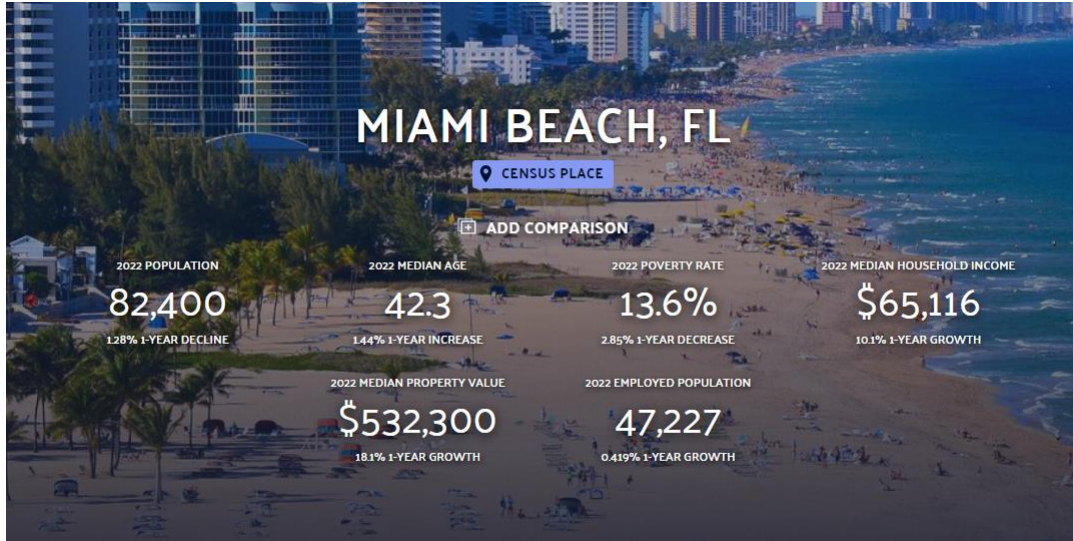 MIAMI BEACH, FL
CENSUS PLACE
ADD COMPARISON
2022 POPULATION
82,400
1.28% 1-YEAR DECLINE
2022 MEDIAN AGE
42.3
1.44% 1-YEAR INCREASE
2022 POVERTY RATE
13.6%
2.85% 1-YEAR DECREASE
2022 MEDIAN HOUSEHOLD INCOME
$65,116
10.1% 1-YEAR GROWTH
2022 MEDIAN PROPERTY VALUE
$532,300
18.1% 1-YEAR GROWTH
2022 EMPLOYED POPULATION
47,227
0.419% 1-YEAR GROWTH